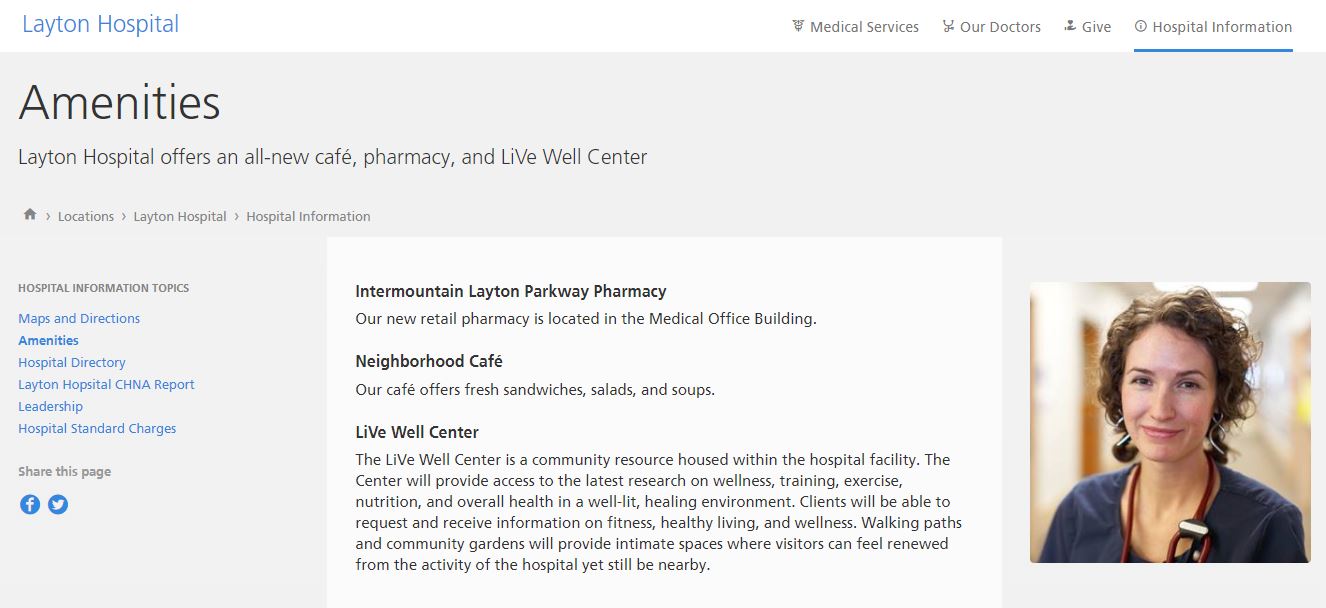 Layton Hospital
Medical Services
Our Doctors
Give
Hospital Information
Amenities
Layton Hospital offers an all-new café, pharmacy, and LiVe Well Center
› Locations › Layton Hospital › Hospital Information
HOSPITAL INFORMATION TOPICS
Maps and Directions
Amenities
Hospital Directory
Layton Hopsital CHNA Report
Leadership
Hospital Standard Charges
Share this page
Intermountain Layton Parkway Pharmacy
Our new retail pharmacy is located in the Medical Office Building.
Neighborhood Café
Our café offers fresh sandwiches, salads, and soups.
LiVe Well Center
The LiVe Well Center is a community resource housed within the hospital facility. The
Center will provide access to the latest research on wellness, training, exercise,
nutrition, and overall health in a well-lit, healing environment. Clients will be able to
request and receive information on fitness, healthy living, and wellness. Walking paths
and community gardens will provide intimate spaces where visitors can feel renewed
from the activity of the hospital yet still be nearby.